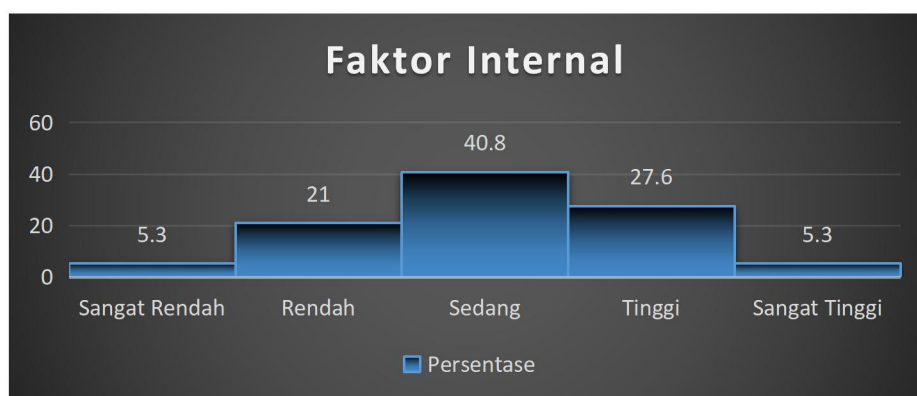 Faktor Internal
60
40
20
0
5.3
21
40.8
27.6
5.3
Sangat Rendah
Rendah
Sedang
Tinggi
Sangat Tinggi
Persentase